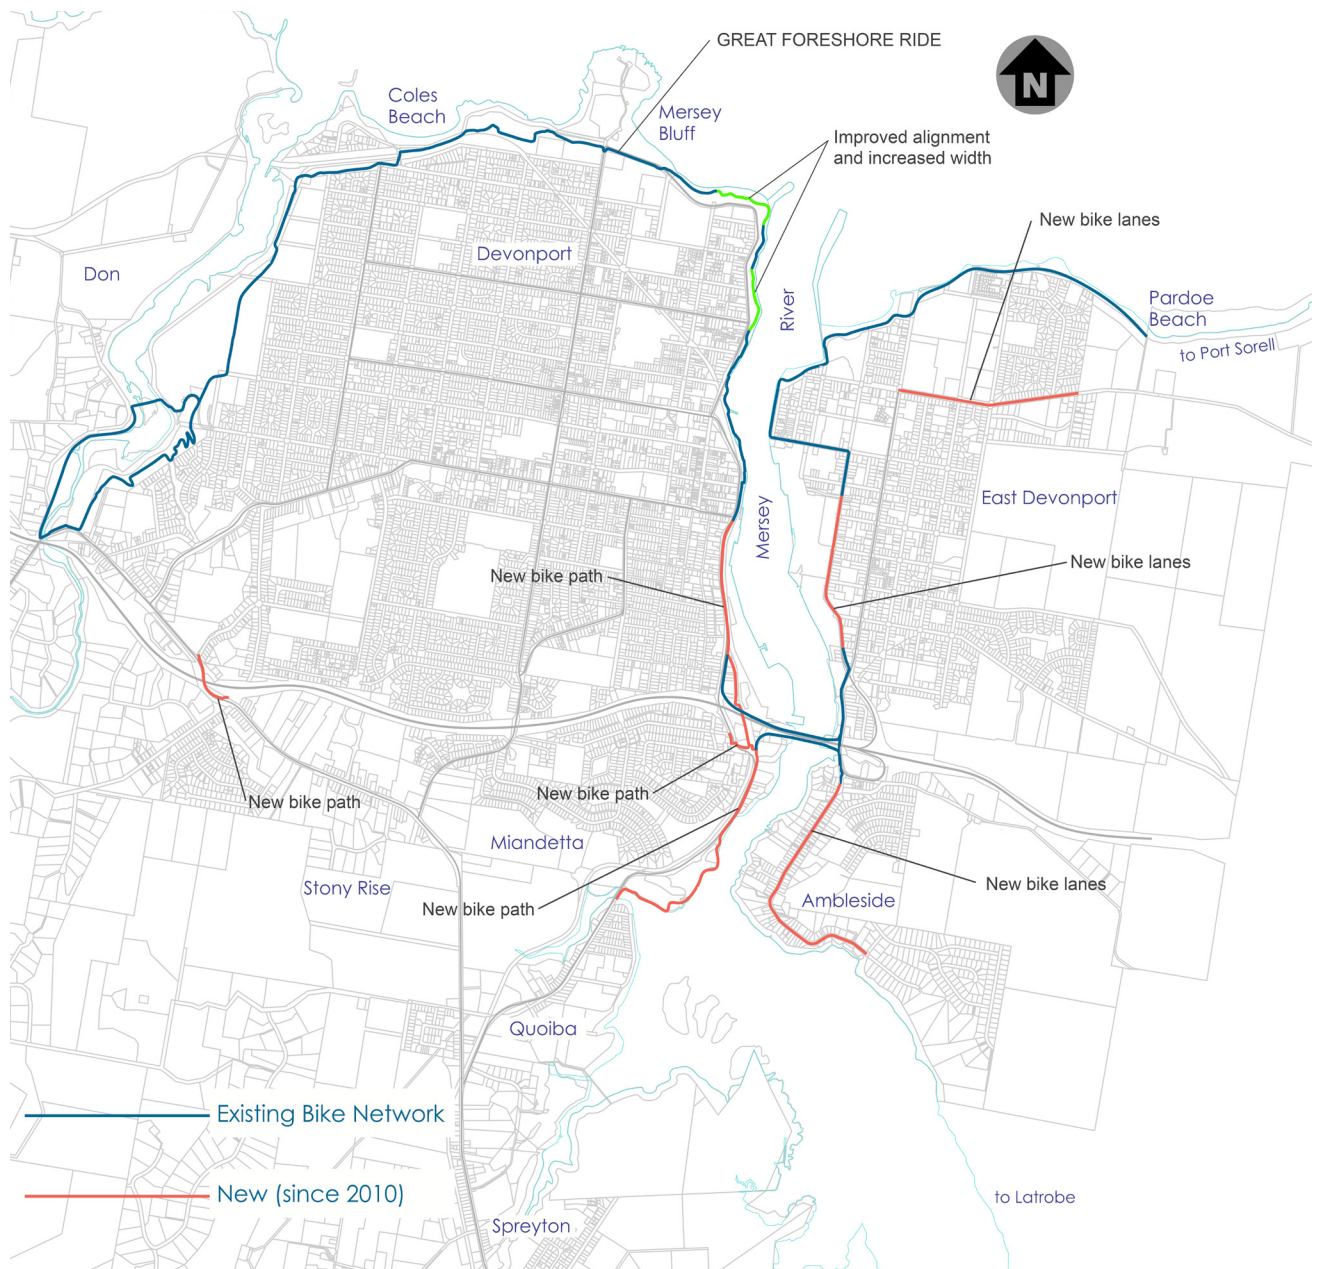 GREAT FORESHORE RIDE
N
Coles
Beach
Mersey
Bluff
Improved alignment
and increased width
New bike lanes
Devonport
Don
River
Pardoe
Beach
to Port Sorell
East Devonport
Mersey
New bike path
New bike lanes
New bike path
New bike path
Miandetta
Stony Rise
New bike path
New bike lanes
Ambleside
Quoiba
Existing Bike Network
New (since 2010)
to Latrobe
Spreyton